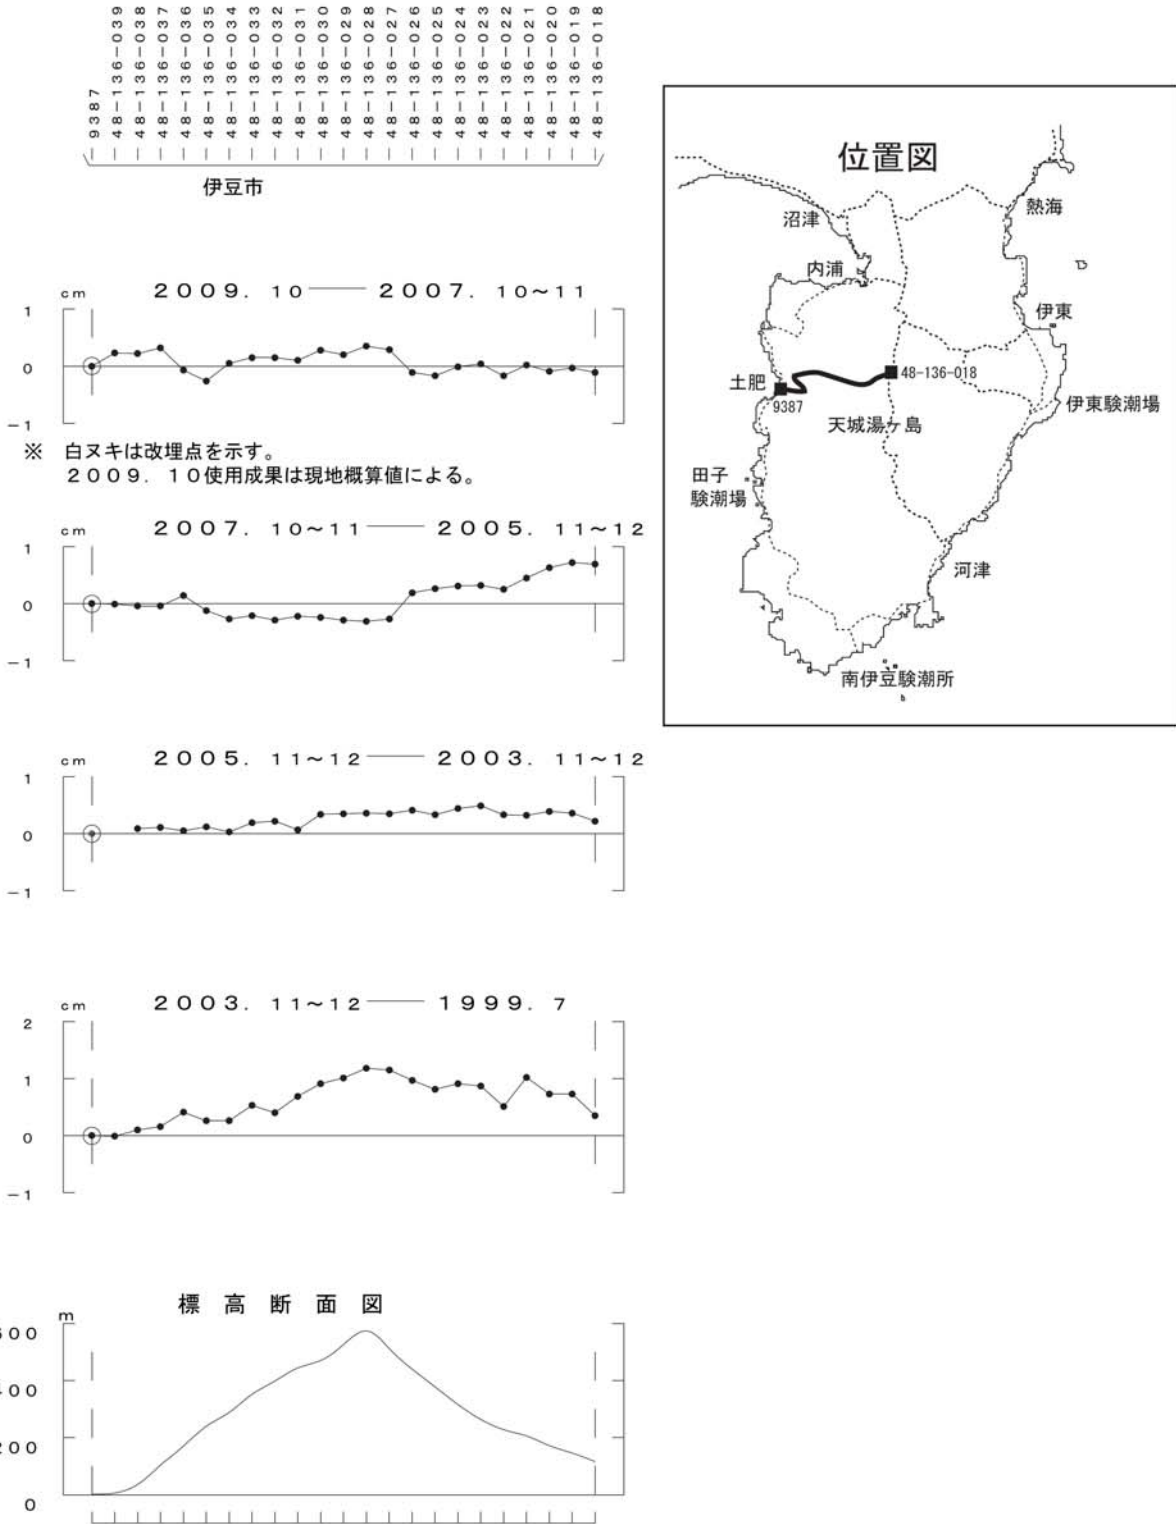 9387
48-136-039
48-136-038
48-136-037
48-136-036
48-136-035
48-136-034
48-136-033
48-136-032
48-136-031
48-136-030
48-136-029
48-136-028
48-136-027
48-136-026
48-136-025
48-136-024
48-136-023
48-136-022
48-136-021
48-136-020
48-136-019
48-136-018
伊豆市
cm
2009. 10―2007. 10~11
1
0
-1
※ 白ヌキは改埋点を示す。
2009. 10使用成果は現地概算値による。
cm
2007. 10~11―2005. 11~12
1
0
-1
cm
2005. 11~12―2003. 11~12
1
0
-1
cm
2003. 11~12―1999. 7
2
1
0
-1
標高断面図
m
600
400
200
0
位置図
沼津
熱海
内浦
伊東
土肥
48-136-018
9387
伊東験潮場
天城湯ヶ島
田子
験潮場
河津
南伊豆験潮所